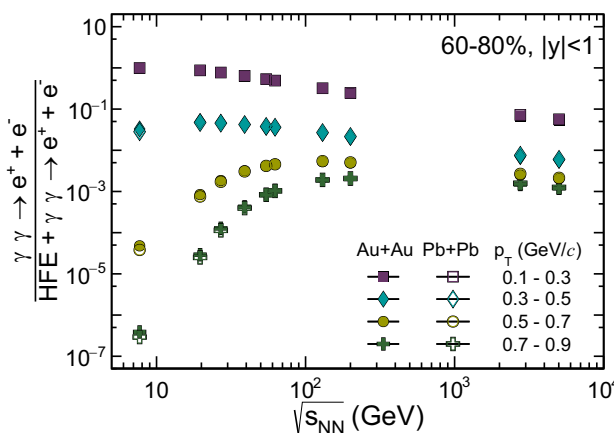 60-80%, |y|<1
γ γ → e⁺ + e⁻
HFE + γ γ → e⁺ + e⁻
1
10⁻¹
10⁻³
10⁻⁵
10⁻⁷
Au+Au Pb+Pb p_T (GeV/c)
0.1 - 0.3
0.3 - 0.5
0.5 - 0.7
0.7 - 0.9
10 10² 10³ 10⁴
√s_NN (GeV)